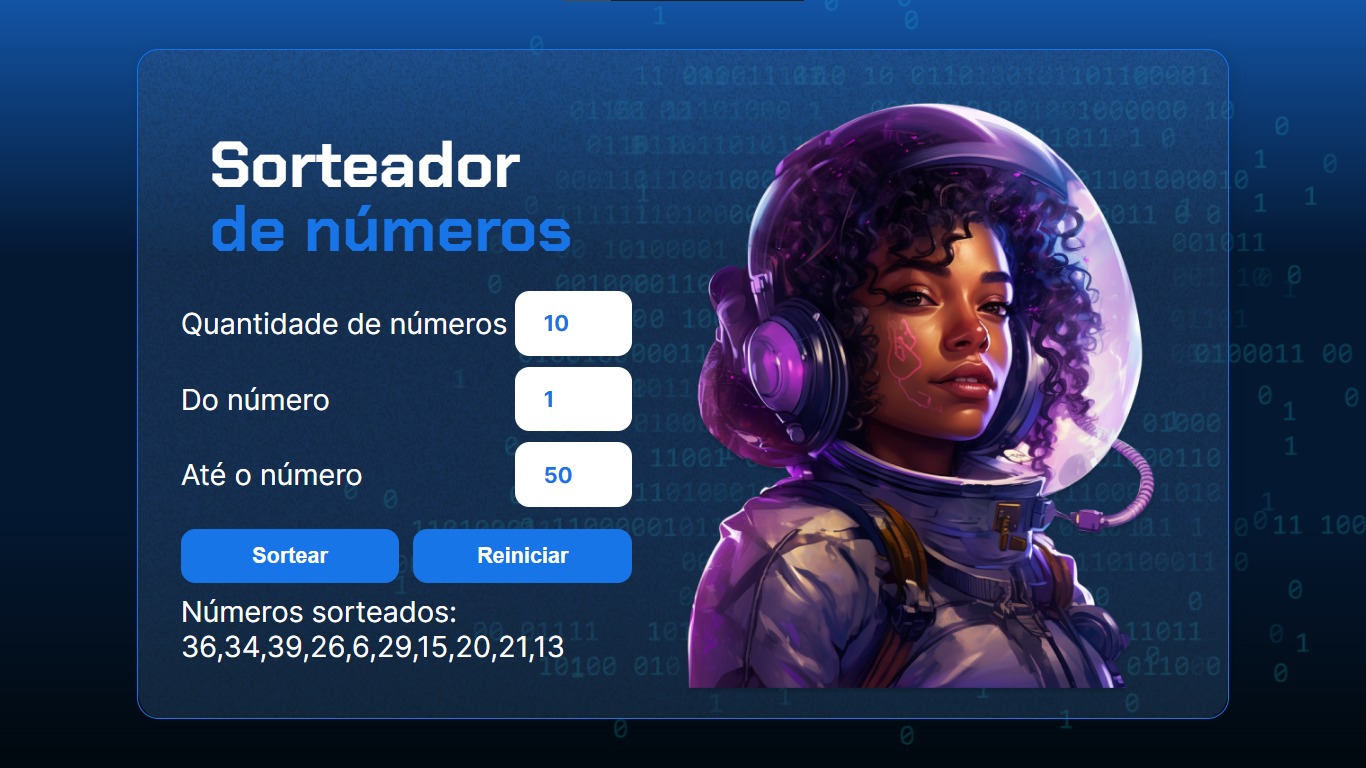 Sorteador
de números
Quantidade de números 10
Do número 1
Até o número 50
Sortear Reiniciar
Números sorteados:
36,34,39,26,6,29,15,20,21,13